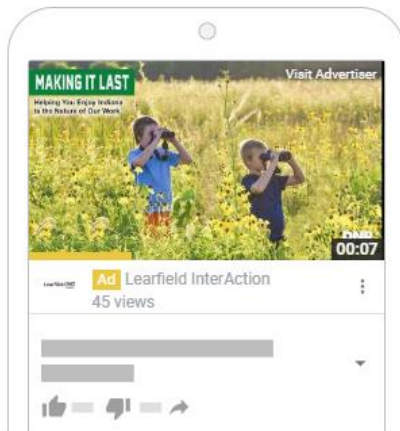 MAKING IT LAST
Visit Advertiser
Helping You Enjoy Indiana
is the Nature of Our Work
DNR
00:07
Ad Learfield InterAction
45 views